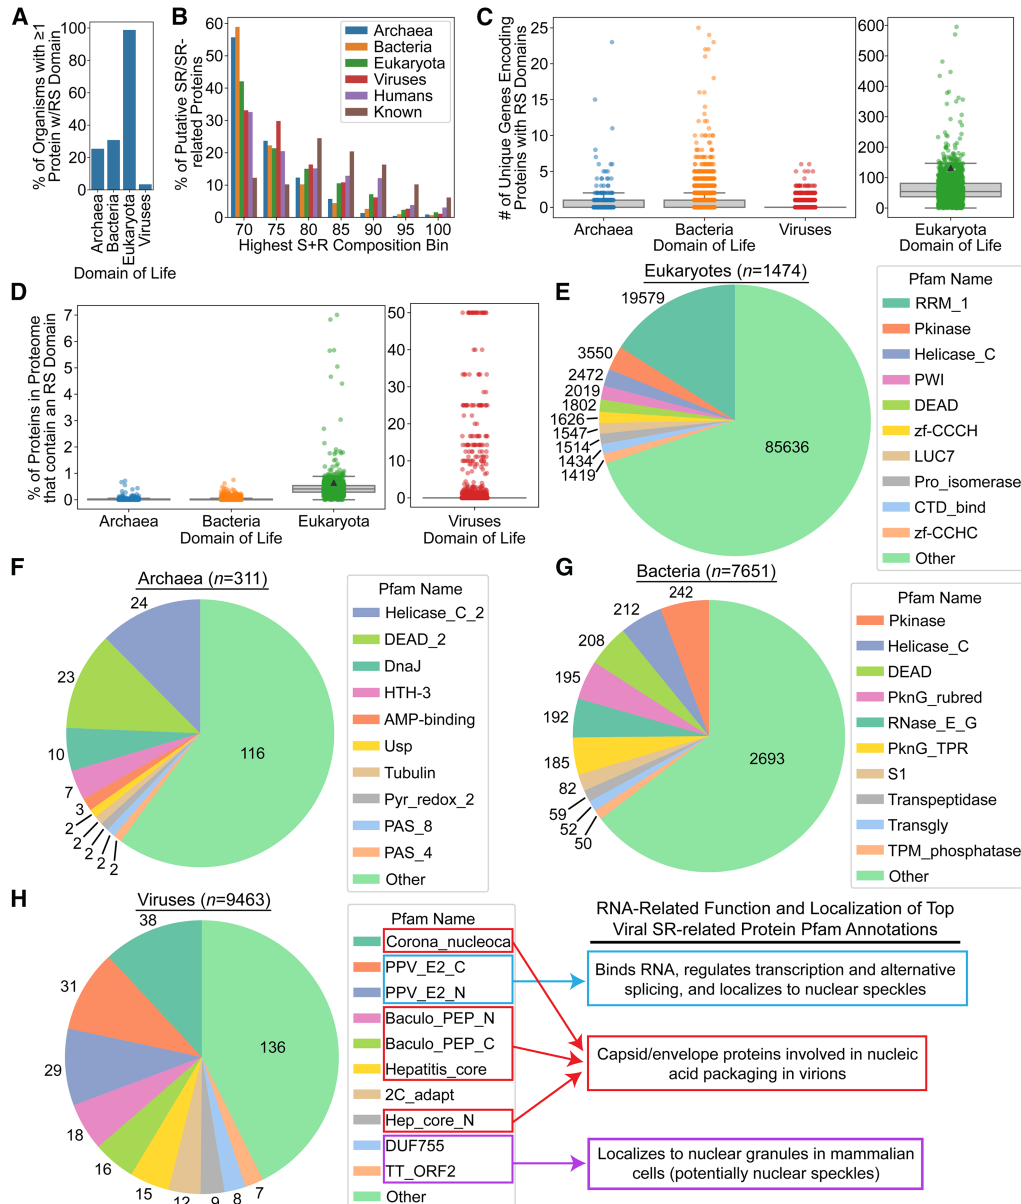 A
% of Organisms with ≥1
Protein w/RS Domain
100
80
60
40
20
0
Archaea
Bacteria
Eukaryota
Viruses
Domain of Life
B
% of Putative SR/SR-
related Proteins
60
50
40
30
20
10
0
Archaea
Bacteria
Eukaryota
Viruses
Humans
Known
70 75 80 85 90 95 100
Highest S+R Composition Bin
C
# of Unique Genes Encoding
Proteins with RS Domains
25
20
15
10
5
0
Archaea Bacteria Viruses
Domain of Life
600
500
400
300
200
100
0
Eukaryota
Domain of Life
D
% of Proteins in Proteome
that contain an RS Domain
7
6
5
4
3
2
1
0
Archaea Bacteria Eukaryota
Domain of Life
50
40
30
20
10
0
Viruses
Domain of Life
E
Eukaryotes (n=1474)
19579
3550
2472
2019
1802
1626
1547
1514
1434
1419
85636
Pfam Name
RRM_1
Pkinase
Helicase_C
PWI
DEAD
zf-CCCH
LUC7
Pro_isomerase
CTD_bind
zf-CCHC
Other
F
Archaea (n=311)
24
23
10
7
3
2
2
2
2
2
116
Pfam Name
Helicase_C_2
DEAD_2
DnaJ
HTH-3
AMP-binding
Usp
Tubulin
Pyr_redox_2
PAS_8
PAS_4
Other
G
Bacteria (n=7651)
242
212
208
195
192
185
82
59
52
50
2693
Pfam Name
Pkinase
Helicase_C
DEAD
PknG_rubred
RNase_E_G
PknG_TPR
S1
Transpeptidase
Transgly
TPM_phosphatase
Other
H
Viruses (n=9463)
38
31
29
18
16
15
12
9
8
7
136
Pfam Name
Corona_nucleoca
PPV_E2_C
PPV_E2_N
Baculo_PEP_N
Baculo_PEP_C
Hepatitis_core
2C_adapt
Hep_core_N
DUF755
TT_ORF2
Other
RNA-Related Function and Localization of Top
Viral SR-related Protein Pfam Annotations
Binds RNA, regulates transcription and alternative
splicing, and localizes to nuclear speckles
Capsid/envelope proteins involved in nucleic
acid packaging in virions
Localizes to nuclear granules in mammalian
cells (potentially nuclear speckles)